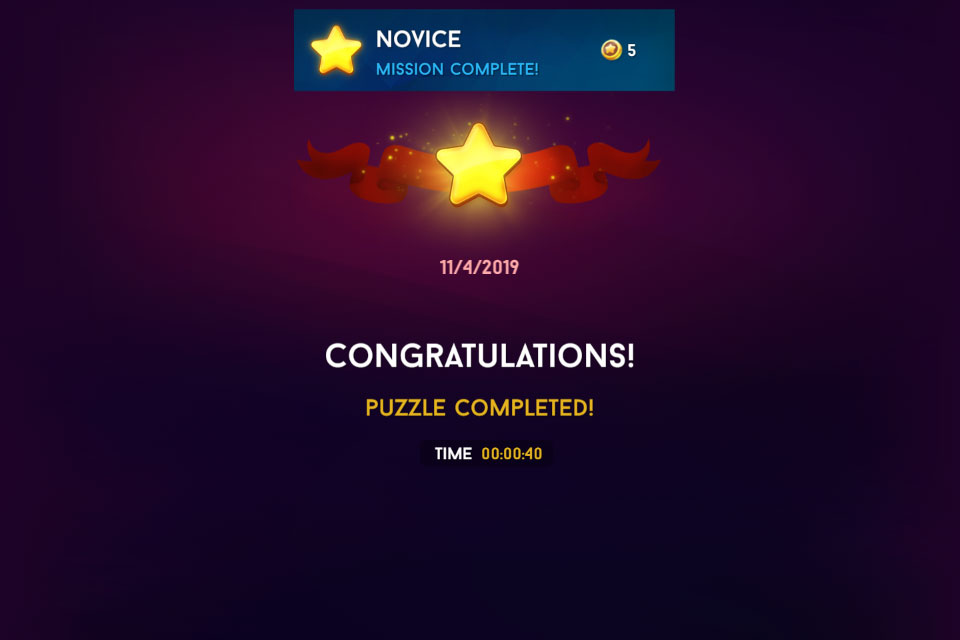 NOVICE
5
MISSION COMPLETE!
11/4/2019
CONGRATULATIONS!
PUZZLE COMPLETED!
TIME 00:00:40